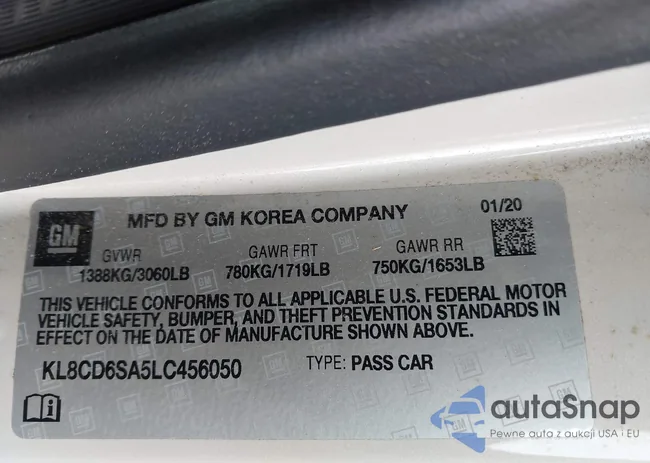 GM
MFD BY GM KOREA COMPANY
01/20
GVWR
1388KG/3060LB
GAWR FRT
780KG/1719LB
GAWR RR
750KG/1653LB
THIS VEHICLE CONFORMS TO ALL APPLICABLE U.S. FEDERAL MOTOR
VEHICLE SAFETY, BUMPER, AND THEFT PREVENTION STANDARDS IN
EFFECT ON THE DATE OF MANUFACTURE SHOWN ABOVE.
KL8CD6SA5LC456050
TYPE: PASS CAR
autaSnap
Pewne auta z aukcji USA i EU